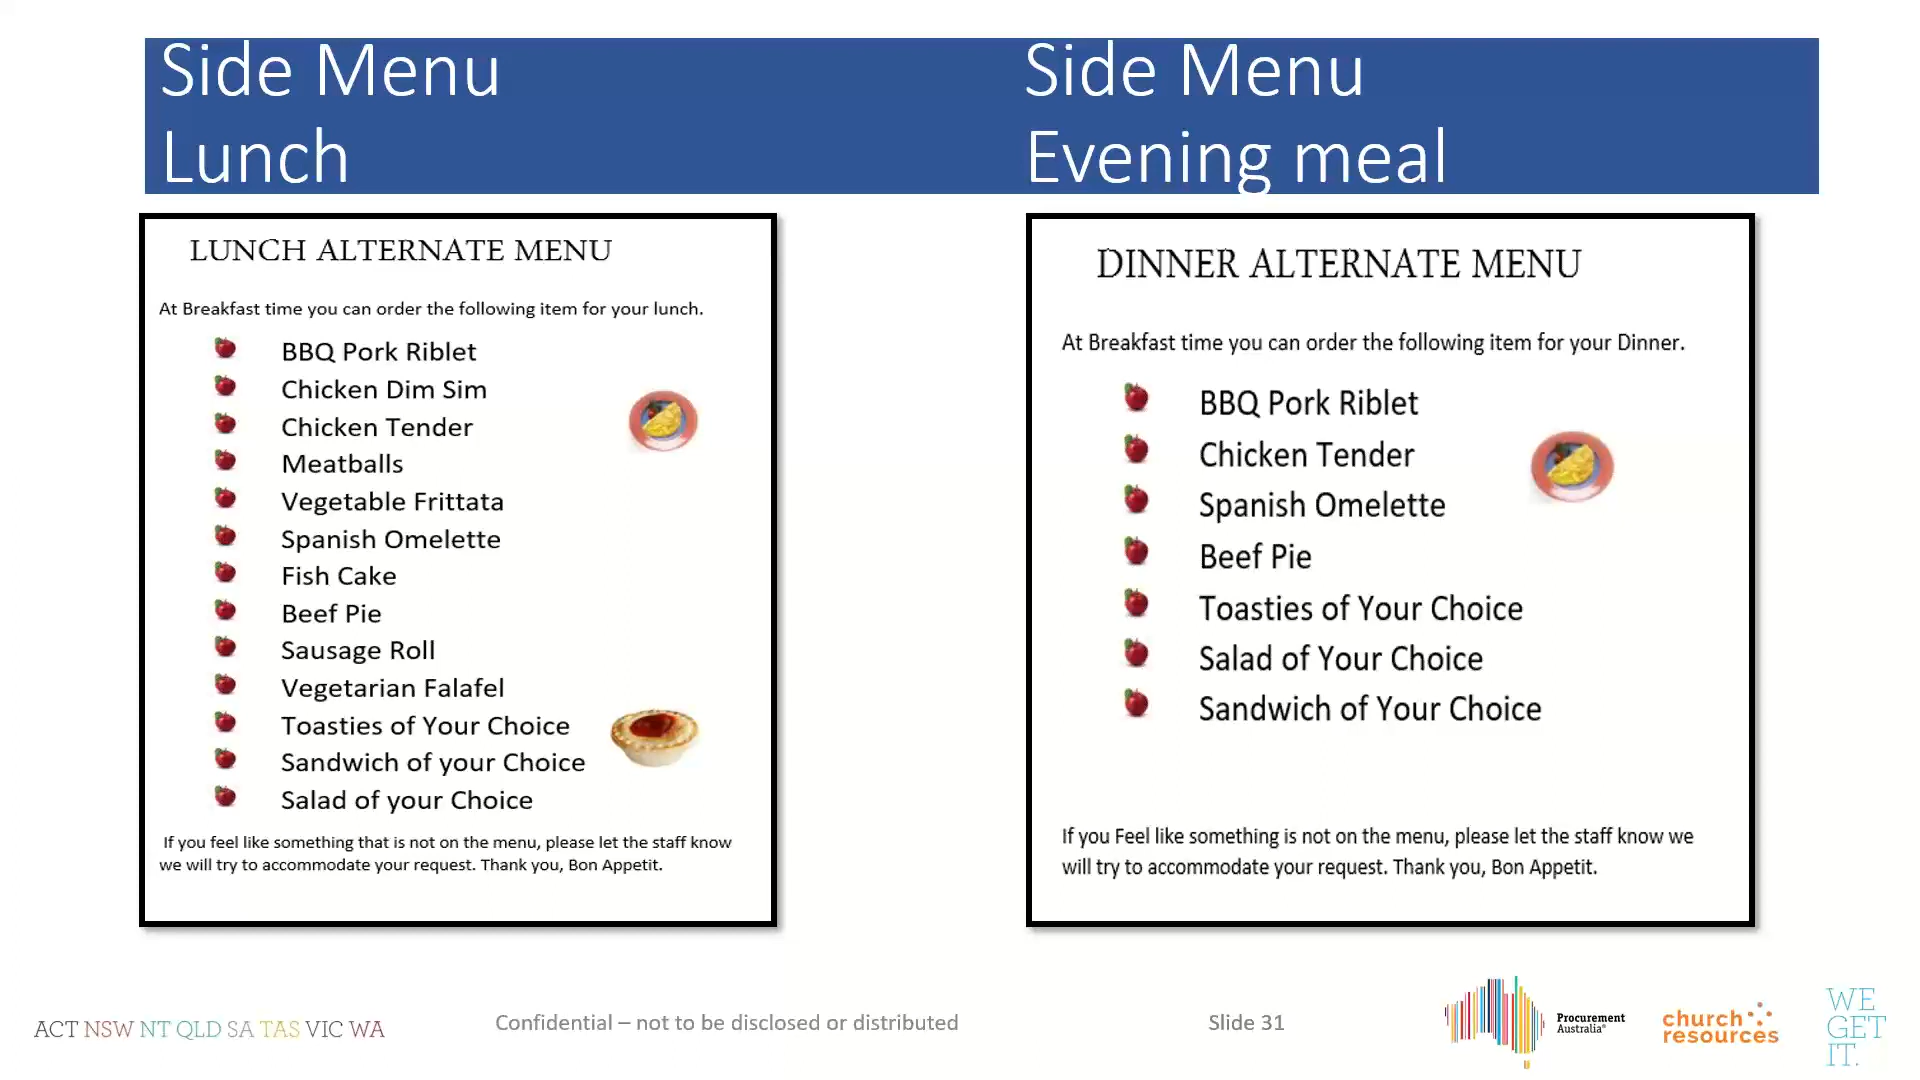 Side Menu
Lunch
Side Menu
Evening meal
LUNCH ALTERNATE MENU
At Breakfast time you can order the following item for your lunch.
BBQ Pork Riblet
Chicken Dim Sim
Chicken Tender
Meatballs
Vegetable Frittata
Spanish Omelette
Fish Cake
Beef Pie
Sausage Roll
Vegetarian Falafel
Toasties of Your Choice
Sandwich of your Choice
Salad of your Choice
If you feel like something that is not on the menu, please let the staff know
we will try to accommodate your request. Thank you, Bon Appetit.
DINNER ALTERNATE MENU
At Breakfast time you can order the following item for your Dinner.
BBQ Pork Riblet
Chicken Tender
Spanish Omelette
Beef Pie
Toasties of Your Choice
Salad of Your Choice
Sandwich of Your Choice
If you Feel like something is not on the menu, please let the staff know we
will try to accommodate your request. Thank you, Bon Appetit.
ACT NSW NT QLD SA TAS VIC WA
Confidential – not to be disclosed or distributed
Slide 31
Procurement
Australia®
church
resources
WE
GET
IT.